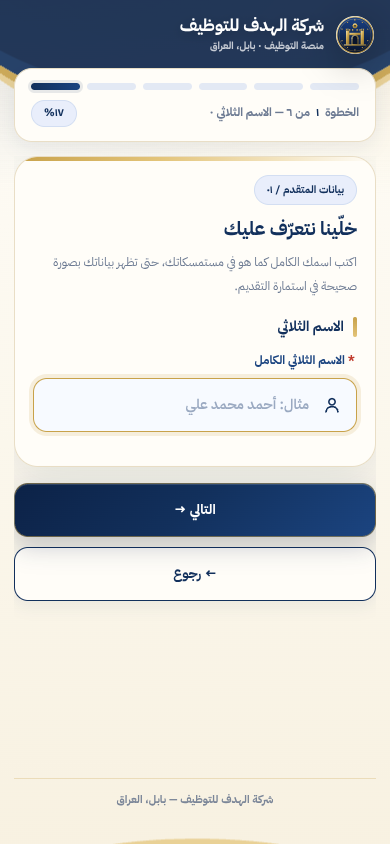 شركة الهدف للتوظيف
منصة التوظيف · بابل، العراق
الخطوة ١ من ٦ — الاسم الثلاثي ·
١٧%
بيانات المتقدم / ٠١
خلّينا نتعرّف عليك
اكتب اسمك الكامل كما هو في مستمسكاتك، حتى تظهر بياناتك بصورة
صحيحة في استمارة التقديم.
الاسم الثلاثي
* الاسم الثلاثي الكامل
مثال: أحمد محمد علي
التالي →
← رجوع
شركة الهدف للتوظيف — بابل، العراق